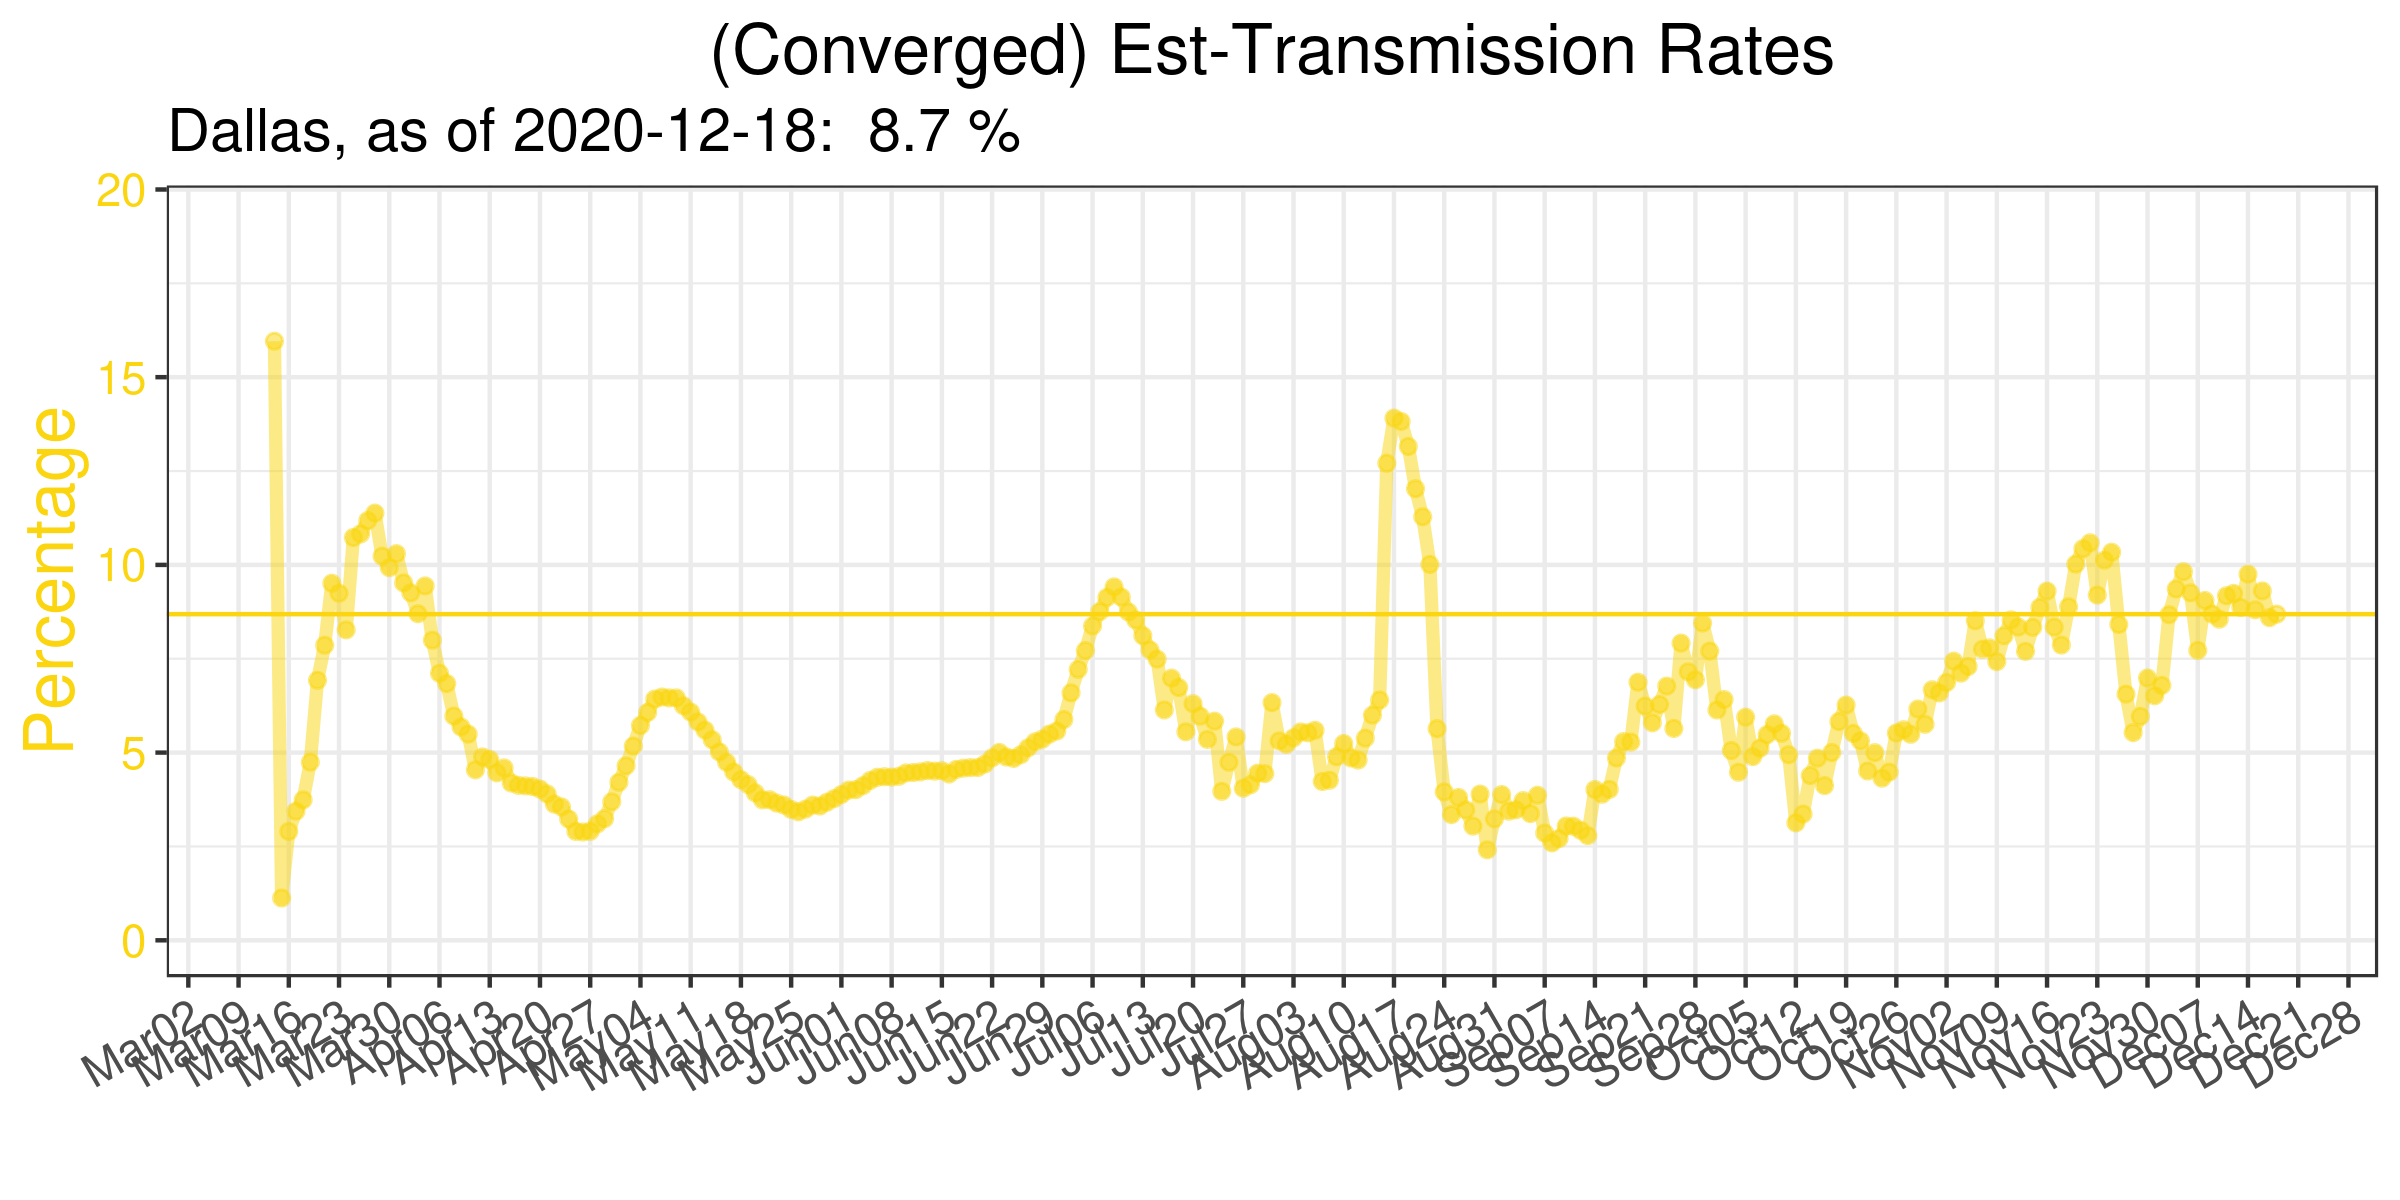 (Converged) Est-Transmission Rates
Dallas, as of 2020-12-18:  8.7 %
Percentage
20
15
10
5
0
Mar02
Mar09
Mar16
Mar23
Mar30
Apr06
Apr13
Apr20
Apr27
May04
May11
May18
May25
Jun01
Jun08
Jun15
Jun22
Jun29
Jul06
Jul13
Jul20
Jul27
Aug03
Aug10
Aug17
Aug24
Aug31
Sep07
Sep14
Sep21
Sep28
Oct05
Oct12
Oct19
Oct26
Nov02
Nov09
Nov16
Nov23
Nov30
Dec07
Dec14
Dec21
Dec28